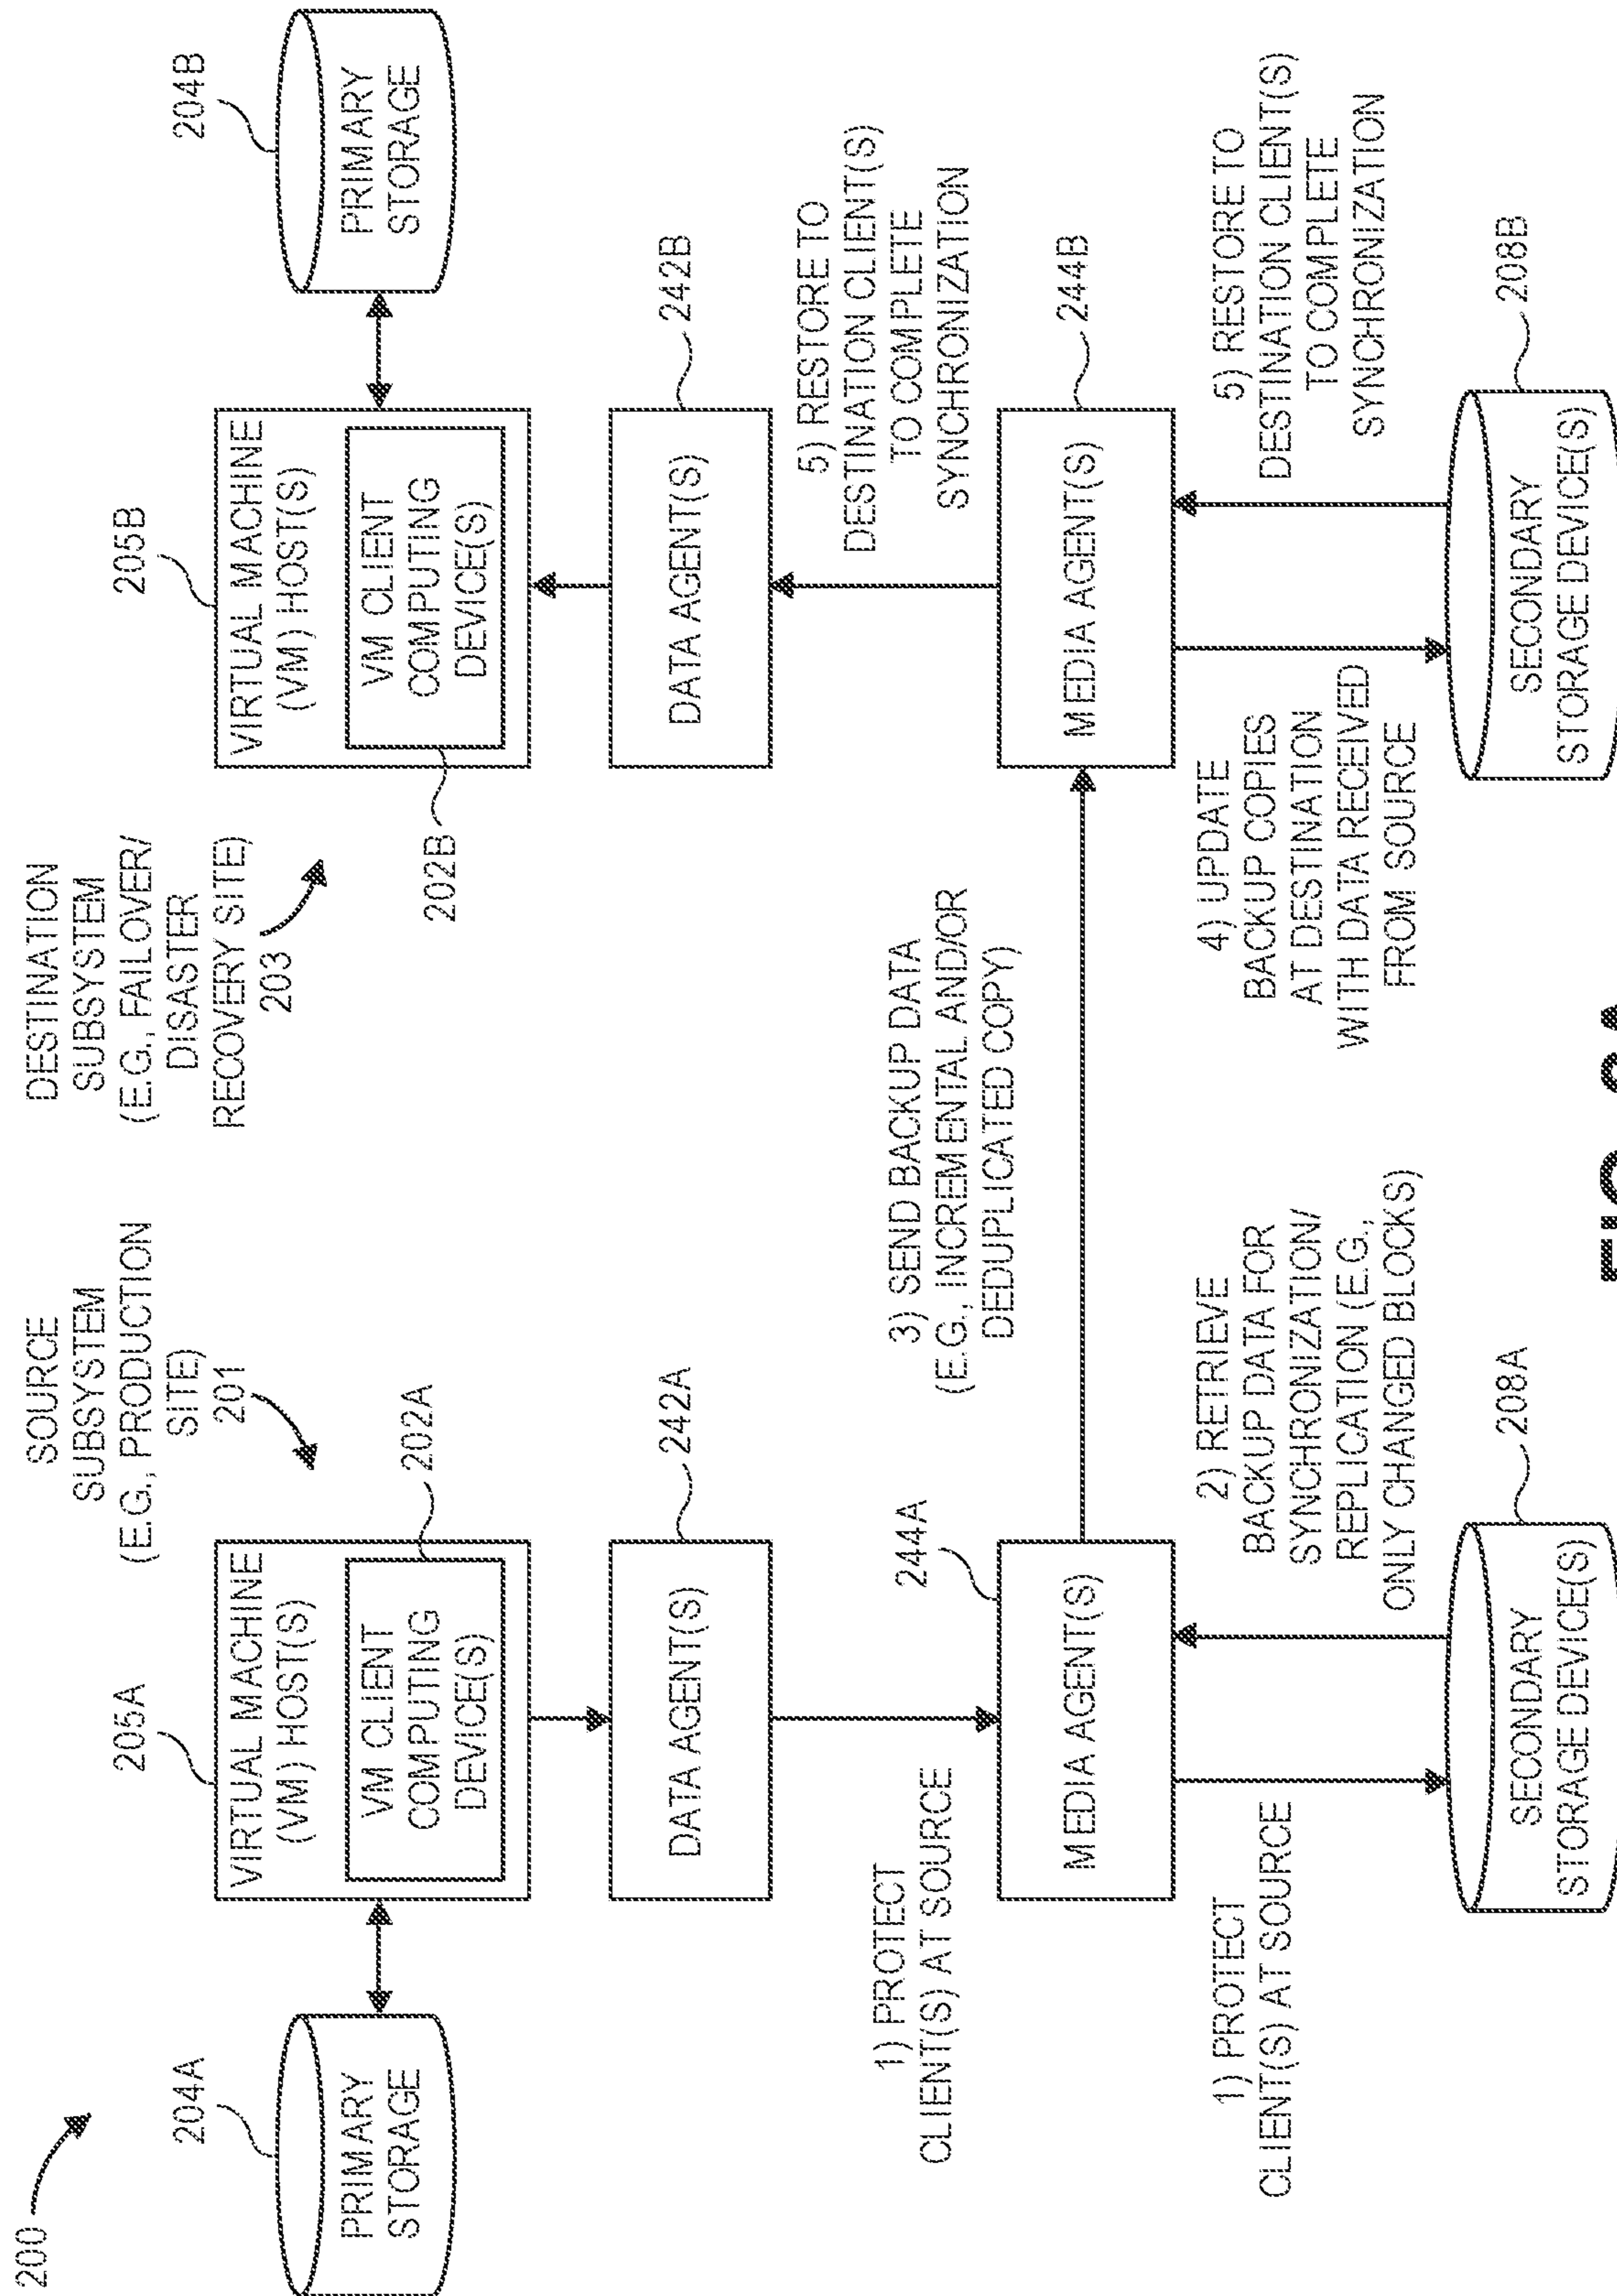 200
SOURCE
SUBSYSTEM
(E.G., PRODUCTION
SITE)
201
DESTINATION
SUBSYSTEM
(E.G., FAILOVER/
DISASTER
RECOVERY SITE)
203
204A
PRIMARY
STORAGE
205A
VIRTUAL MACHINE
(VM) HOST(S)
VM CLIENT
COMPUTING
DEVICE(S)
202A
205B
VIRTUAL MACHINE
(VM) HOST(S)
VM CLIENT
COMPUTING
DEVICE(S)
202B
204B
PRIMARY
STORAGE
DATA AGENT(S)
242A
DATA AGENT(S)
242B
1) PROTECT
CLIENT(S) AT SOURCE
3) SEND BACKUP DATA
(E.G., INCREMENTAL AND/OR
DEDUPLICATED COPY)
5) RESTORE TO
DESTINATION CLIENT(S)
TO COMPLETE
SYNCHRONIZATION
244A
MEDIA AGENT(S)
MEDIA AGENT(S)
244B
1) PROTECT
CLIENT(S) AT SOURCE
2) RETRIEVE
BACKUP DATA FOR
SYNCHRONIZATION/
REPLICATION (E.G.,
ONLY CHANGED BLOCKS)
4) UPDATE
BACKUP COPIES
AT DESTINATION
WITH DATA RECEIVED
FROM SOURCE
5) RESTORE TO
DESTINATION CLIENT(S)
TO COMPLETE
SYNCHRONIZATION
SECONDARY
STORAGE DEVICE(S)
208A
SECONDARY
STORAGE DEVICE(S)
208B